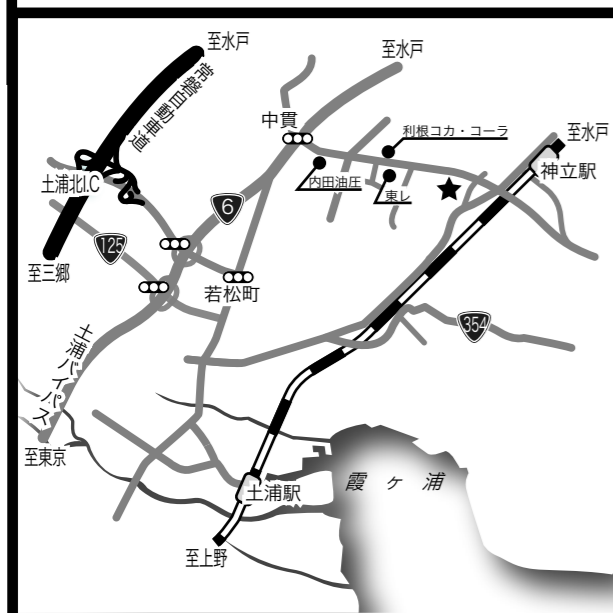 至水戸
至水戸
常磐自動車道
中貫
利根コカ・コーラ
至水戸
神立駅
土浦北I.C
内田油圧
東レ
6
125
至三郷
若松町
354
土浦バイパス
至東京
土浦駅
霞ヶ浦
至上野